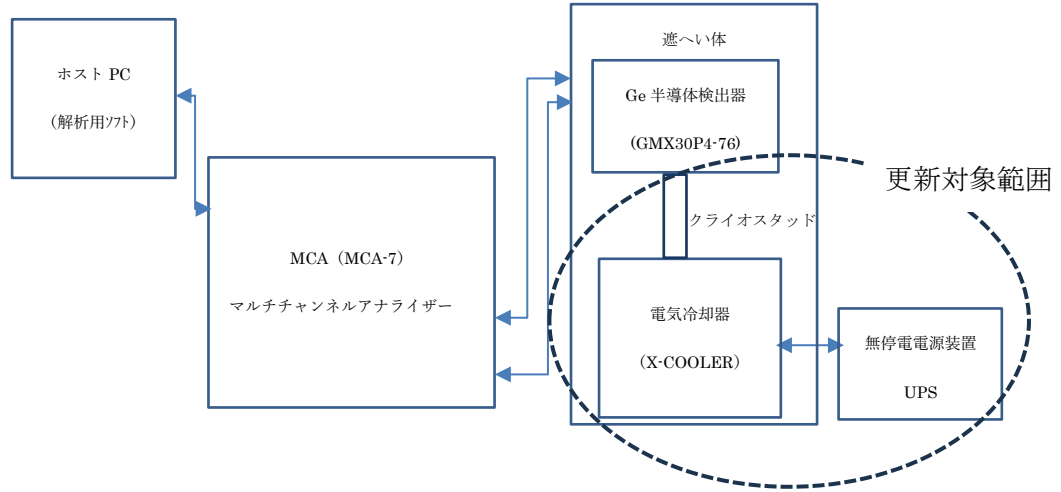 ホスト PC
（解析用ｿﾌﾄ）
MCA（MCA-7）
マルチチャンネルアナライザー
遮へい体
Ge 半導体検出器
(GMX30P4-76)
更新対象範囲
クライオスタッド
電気冷却器
（X-COOLER）
無停電電源装置
UPS